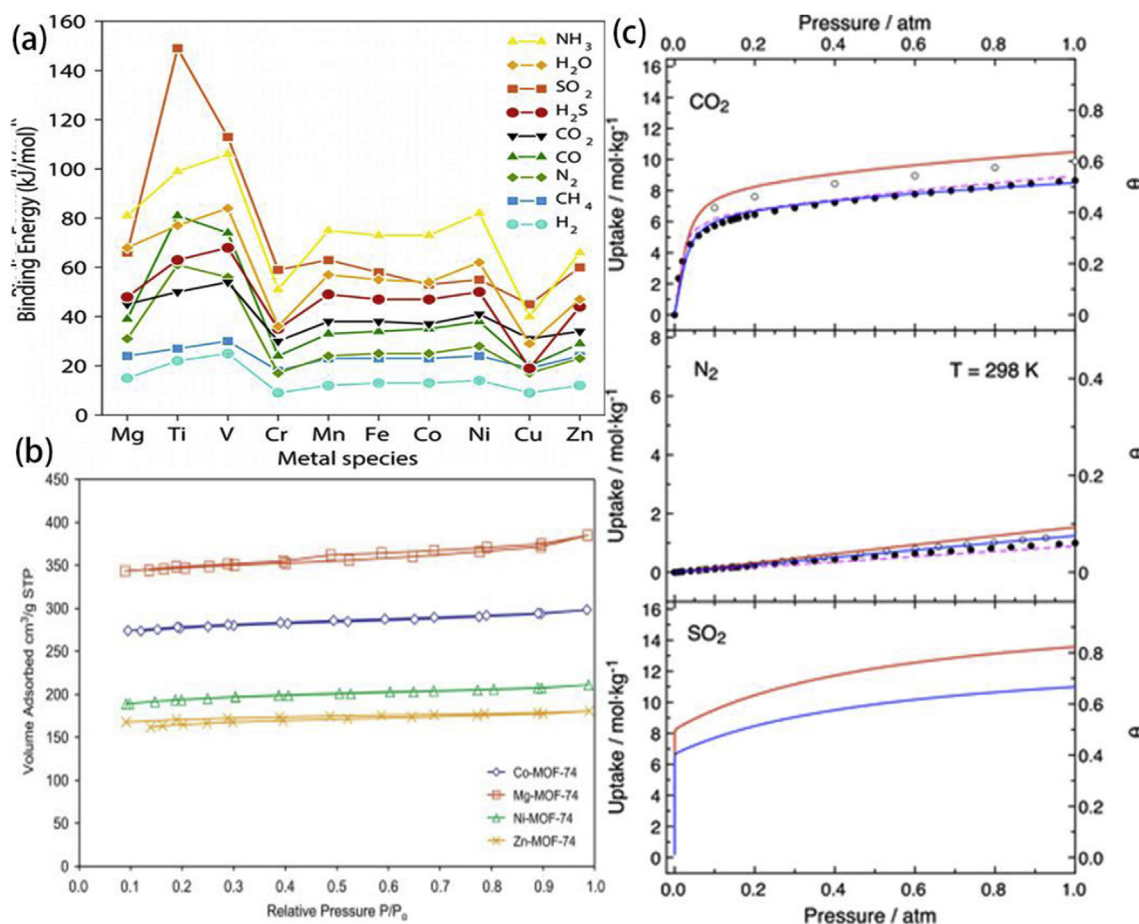 (a)
160
140
120
100
80
60
40
20
0
Binding Energy (kJ/mol)
NH3
H2O
SO2
H2S
CO2
CO
N2
CH4
H2
Mg Ti V Cr Mn Fe Co Ni Cu Zn
Metal species
(b)
450
400
350
300
250
200
150
100
50
0
Volume Adsorbed cm3/g STP
Co-MOF-74
Mg-MOF-74
Ni-MOF-74
Zn-MOF-74
0.1 0.2 0.3 0.4 0.5 0.6 0.7 0.8 0.9 1.0
Relative Pressure P/P0
(c)
Pressure / atm
0.0 0.2 0.4 0.6 0.8 1.0
CO2
16
14
12
10
8
6
4
2
0
Uptake / mol·kg-1
0.8
0.6
0.4
0.2
0.0
θ
N2
T = 298 K
8
6
4
2
0
Uptake / mol·kg-1
0.4
0.2
0.0
θ
SO2
16
14
12
10
8
6
4
2
0
Uptake / mol·kg-1
0.8
0.6
0.4
0.2
0.0
θ
0.0 0.2 0.4 0.6 0.8 1.0
Pressure / atm